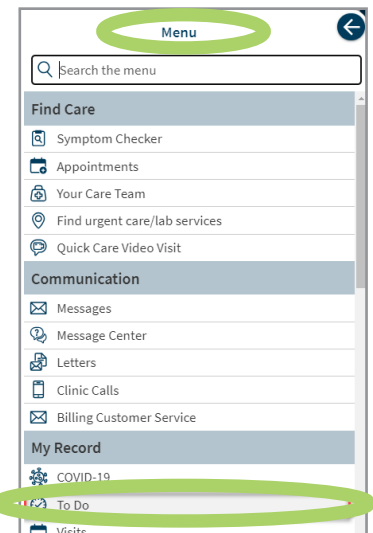 Menu
Search the menu
Find Care
Symptom Checker
Appointments
Your Care Team
Find urgent care/lab services
Quick Care Video Visit
Communication
Messages
Message Center
Letters
Clinic Calls
Billing Customer Service
My Record
COVID-19
To Do
Visits